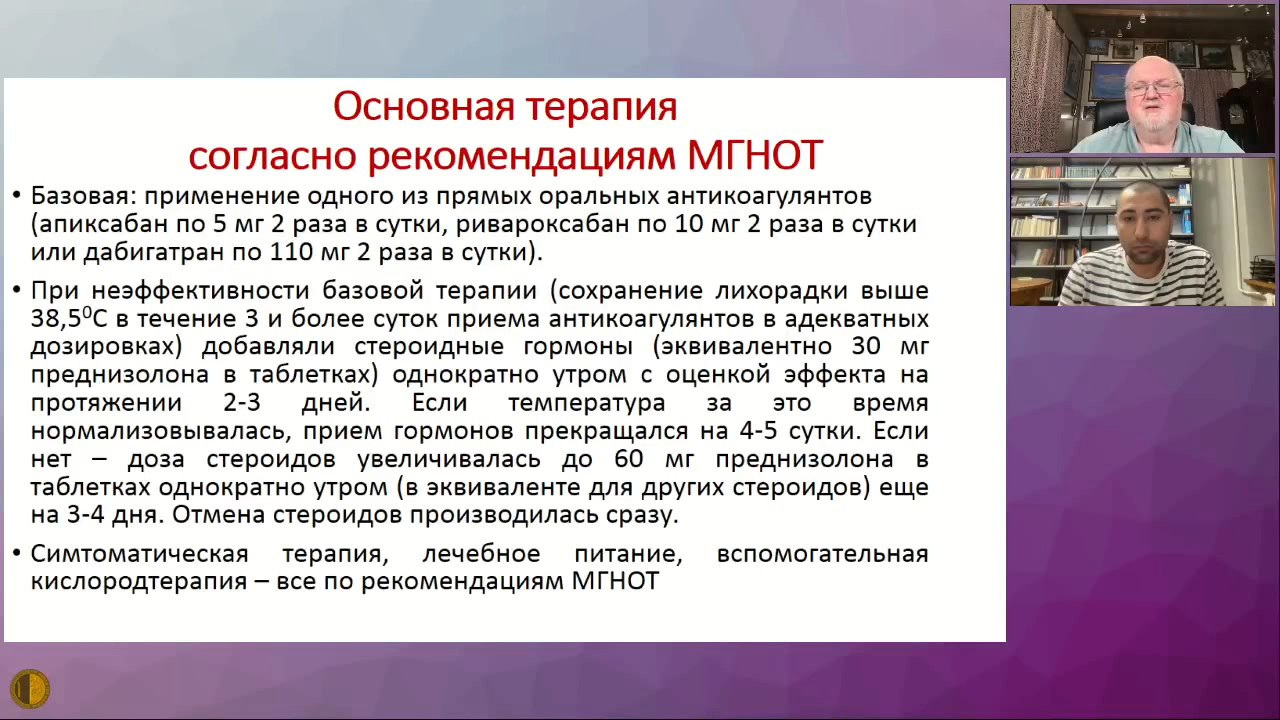 Основная терапия
согласно рекомендациям МГНОТ
• Базовая: применение одного из прямых оральных антикоагулянтов
(апиксабан по 5 мг 2 раза в сутки, ривароксабан по 10 мг 2 раза в сутки
или дабигатран по 110 мг 2 раза в сутки).
• При неэффективности базовой терапии (сохранение лихорадки выше
38,5⁰С в течение 3 и более суток приема антикоагулянтов в адекватных
дозировках) добавляли стероидные гормоны (эквивалентно 30 мг
преднизолона в таблетках) однократно утром с оценкой эффекта на
протяжении 2-3 дней. Если температура за это время
нормализовывалась, прием гормонов прекращался на 4-5 сутки. Если
нет – доза стероидов увеличивалась до 60 мг преднизолона в
таблетках однократно утром (в эквиваленте для других стероидов) еще
на 3-4 дня. Отмена стероидов производилась сразу.
• Симтоматическая терапия, лечебное питание, вспомогательная
кислородтерапия – все по рекомендациям МГНОТ